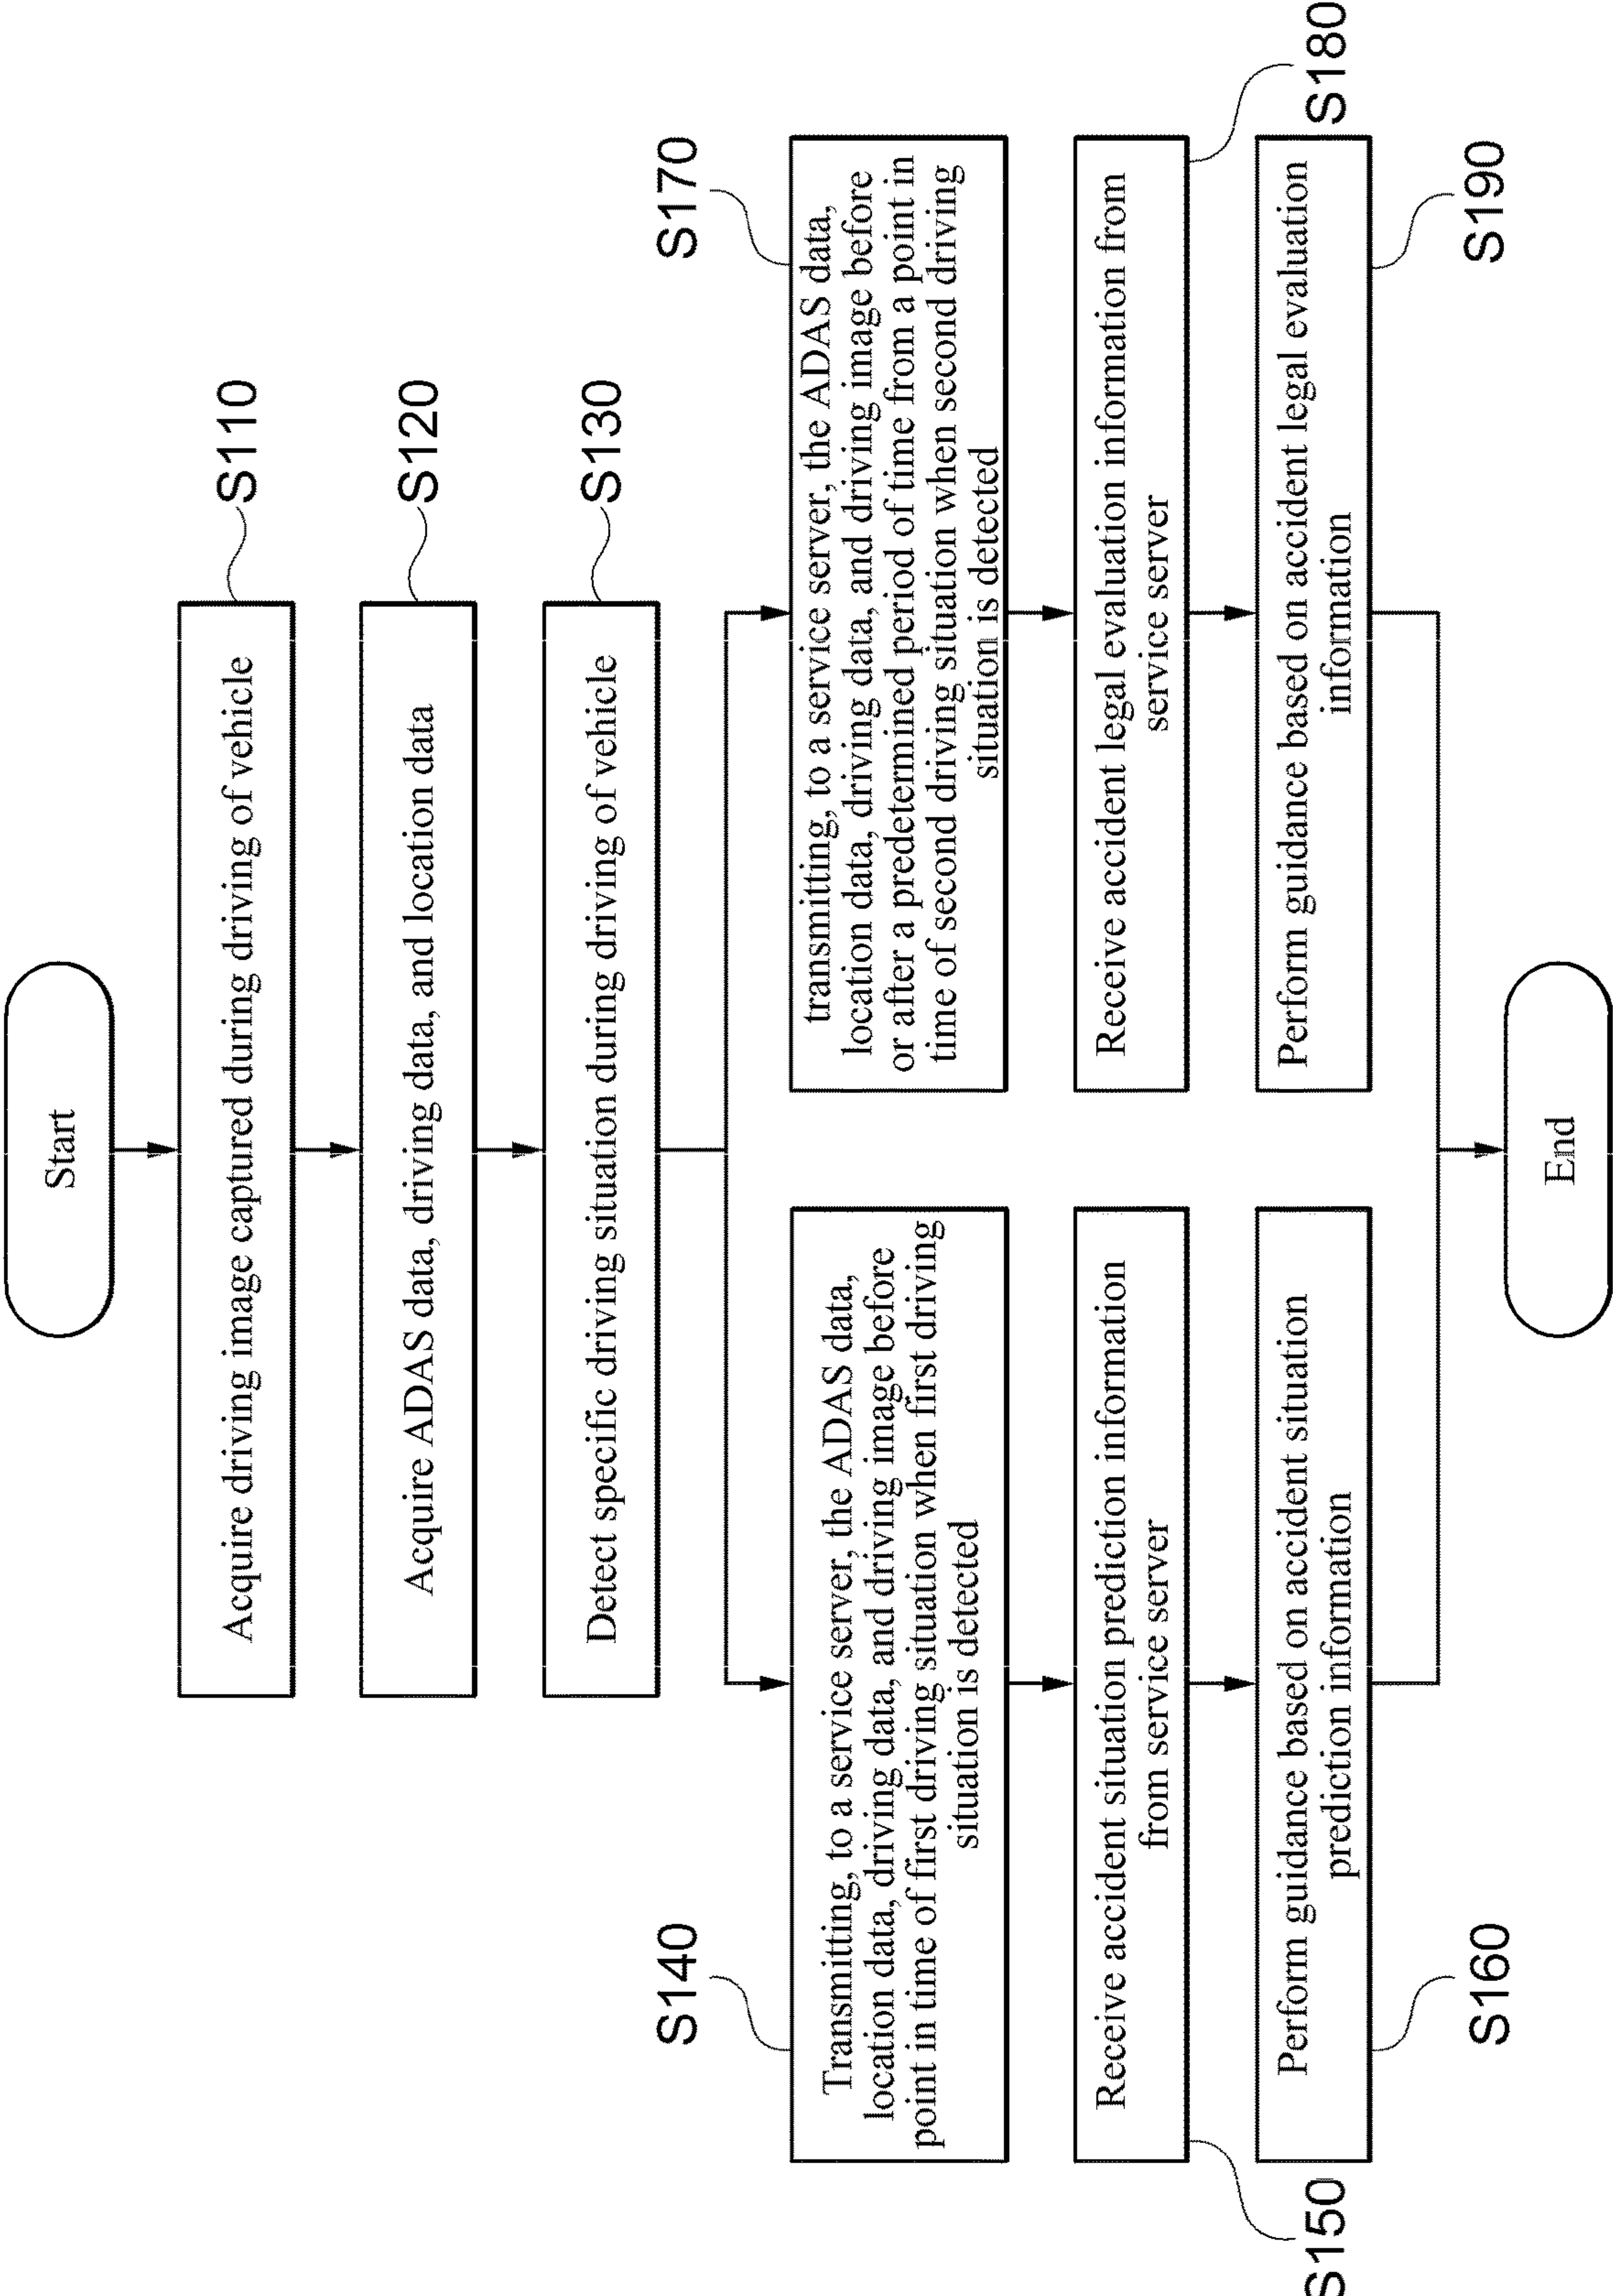 Start
Acquire driving image captured during driving of vehicle
S110
Acquire ADAS data, driving data, and location data
S120
Detect specific driving situation during driving of vehicle
S130
S140
Transmitting, to a service server, the ADAS data,
location data, driving data, and driving image before
point in time of first driving situation when first driving
situation is detected
Receive accident situation prediction information
from service server
S150
Perform guidance based on accident situation
prediction information
S160
S170
transmitting, to a service server, the ADAS data,
location data, driving data, and driving image before
or after a predetermined period of time from a point in
time of second driving situation when second driving
situation is detected
Receive accident legal evaluation information from
service server
S180
Perform guidance based on accident legal evaluation
information
S190
End